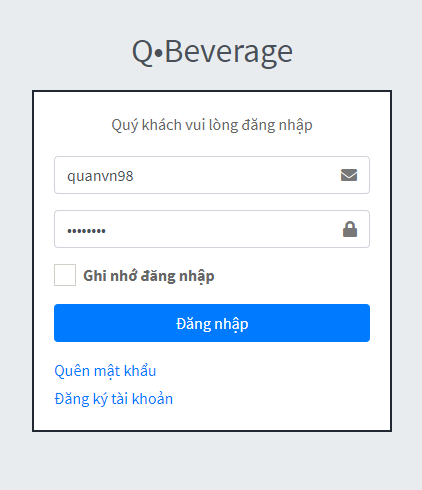 Q•Beverage
Quý khách vui lòng đăng nhập
quanvn98
••••••••
Ghi nhớ đăng nhập
Đăng nhập
Quên mật khẩu
Đăng ký tài khoản